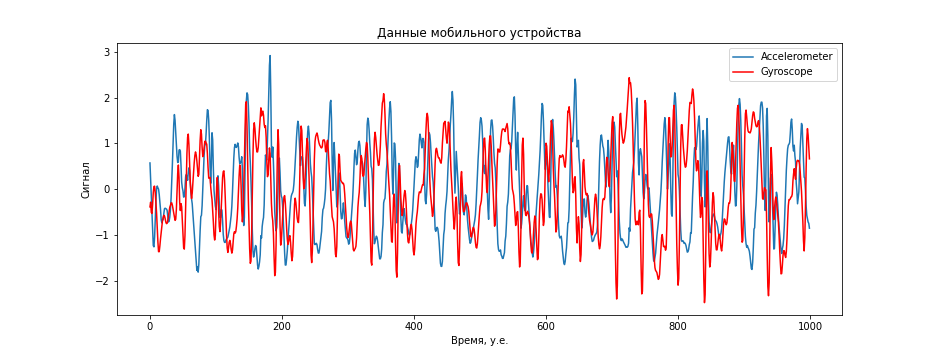 Данные мобильного устройства
Accelerometer
Gyroscope
3
2
1
0
−1
−2
Сигнал
0
200
400
600
800
1000
Время, у.е.